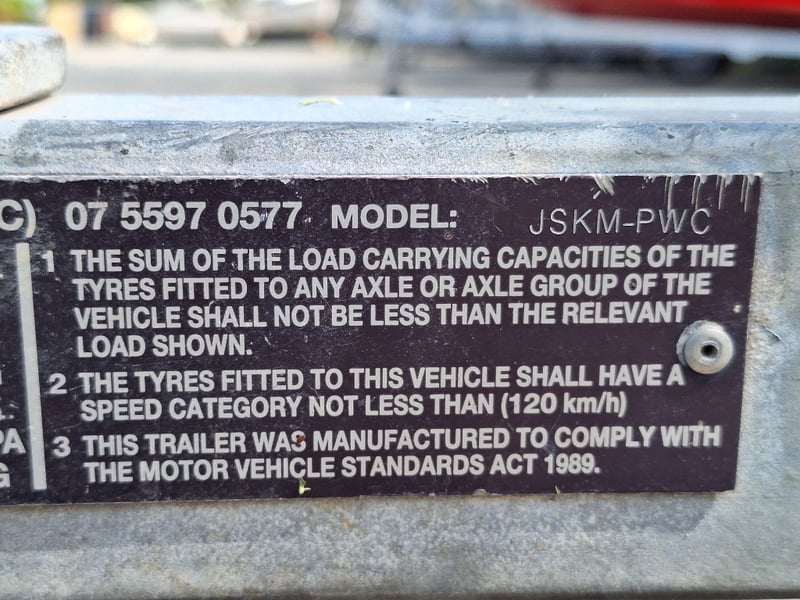 C) 07 5597 0577 MODEL: JSKM-PWC
1 THE SUM OF THE LOAD CARRYING CAPACITIES OF THE
TYRES FITTED TO ANY AXLE OR AXLE GROUP OF THE
VEHICLE SHALL NOT BE LESS THAN THE RELEVANT
LOAD SHOWN.
2 THE TYRES FITTED TO THIS VEHICLE SHALL HAVE A
SPEED CATEGORY NOT LESS THAN (120 km/h)
PA 3 THIS TRAILER WAS MANUFACTURED TO COMPLY WITH
G THE MOTOR VEHICLE STANDARDS ACT 1989.